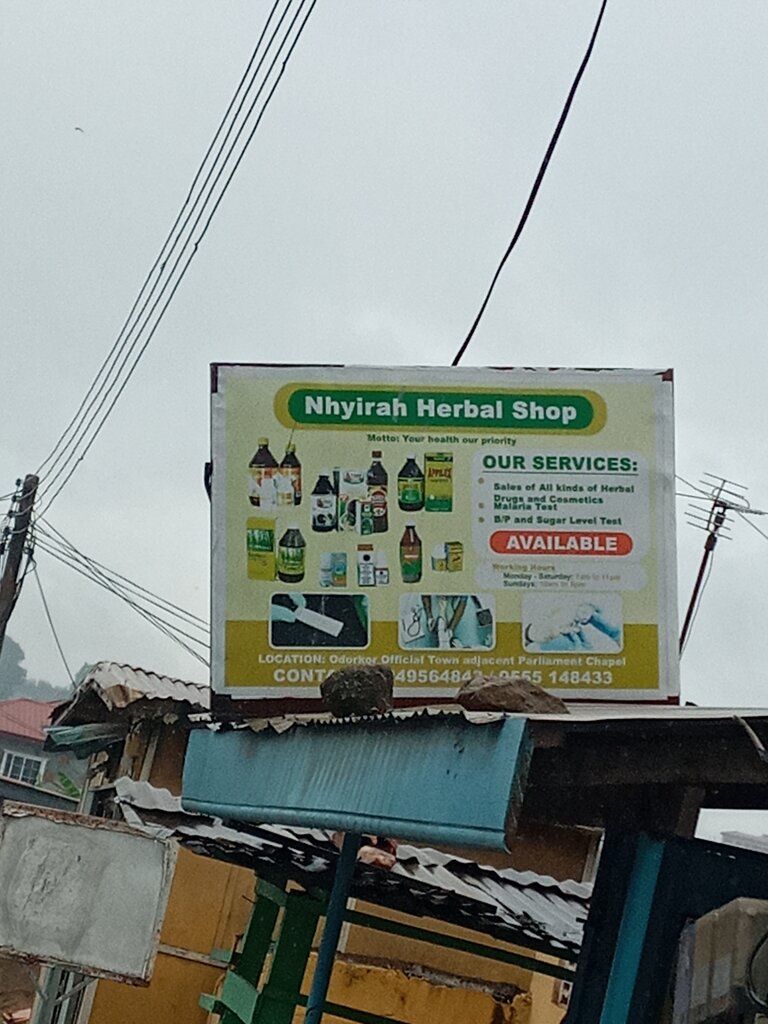 Nhyirah Herbal Shop
Motto: Your health our priority
OUR SERVICES:
Sales of All kinds of Herbal
Drugs and Cosmetics
Malaria Test
B/P and Sugar Level Test
AVAILABLE
Working Hours
Monday - Saturday:
Sundays:
LOCATION: Odorkor Official Town adjacent Parliament Chapel
0555 148433